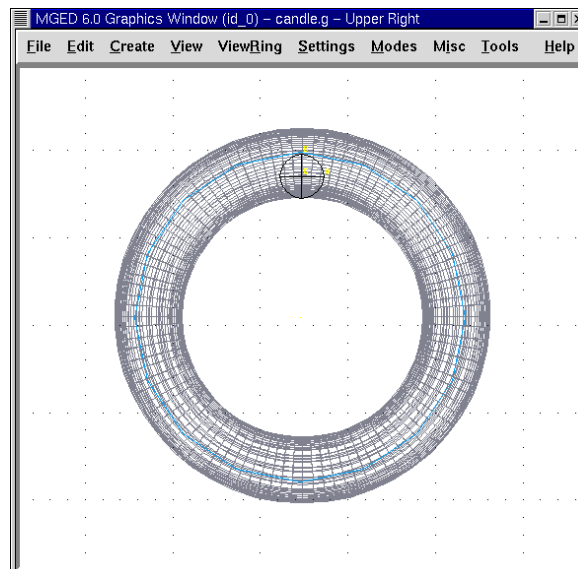 MGED 6.0 Graphics Window (id_0) – candle.g – Upper Right
File Edit Create View ViewRing Settings Modes Misc Tools Help